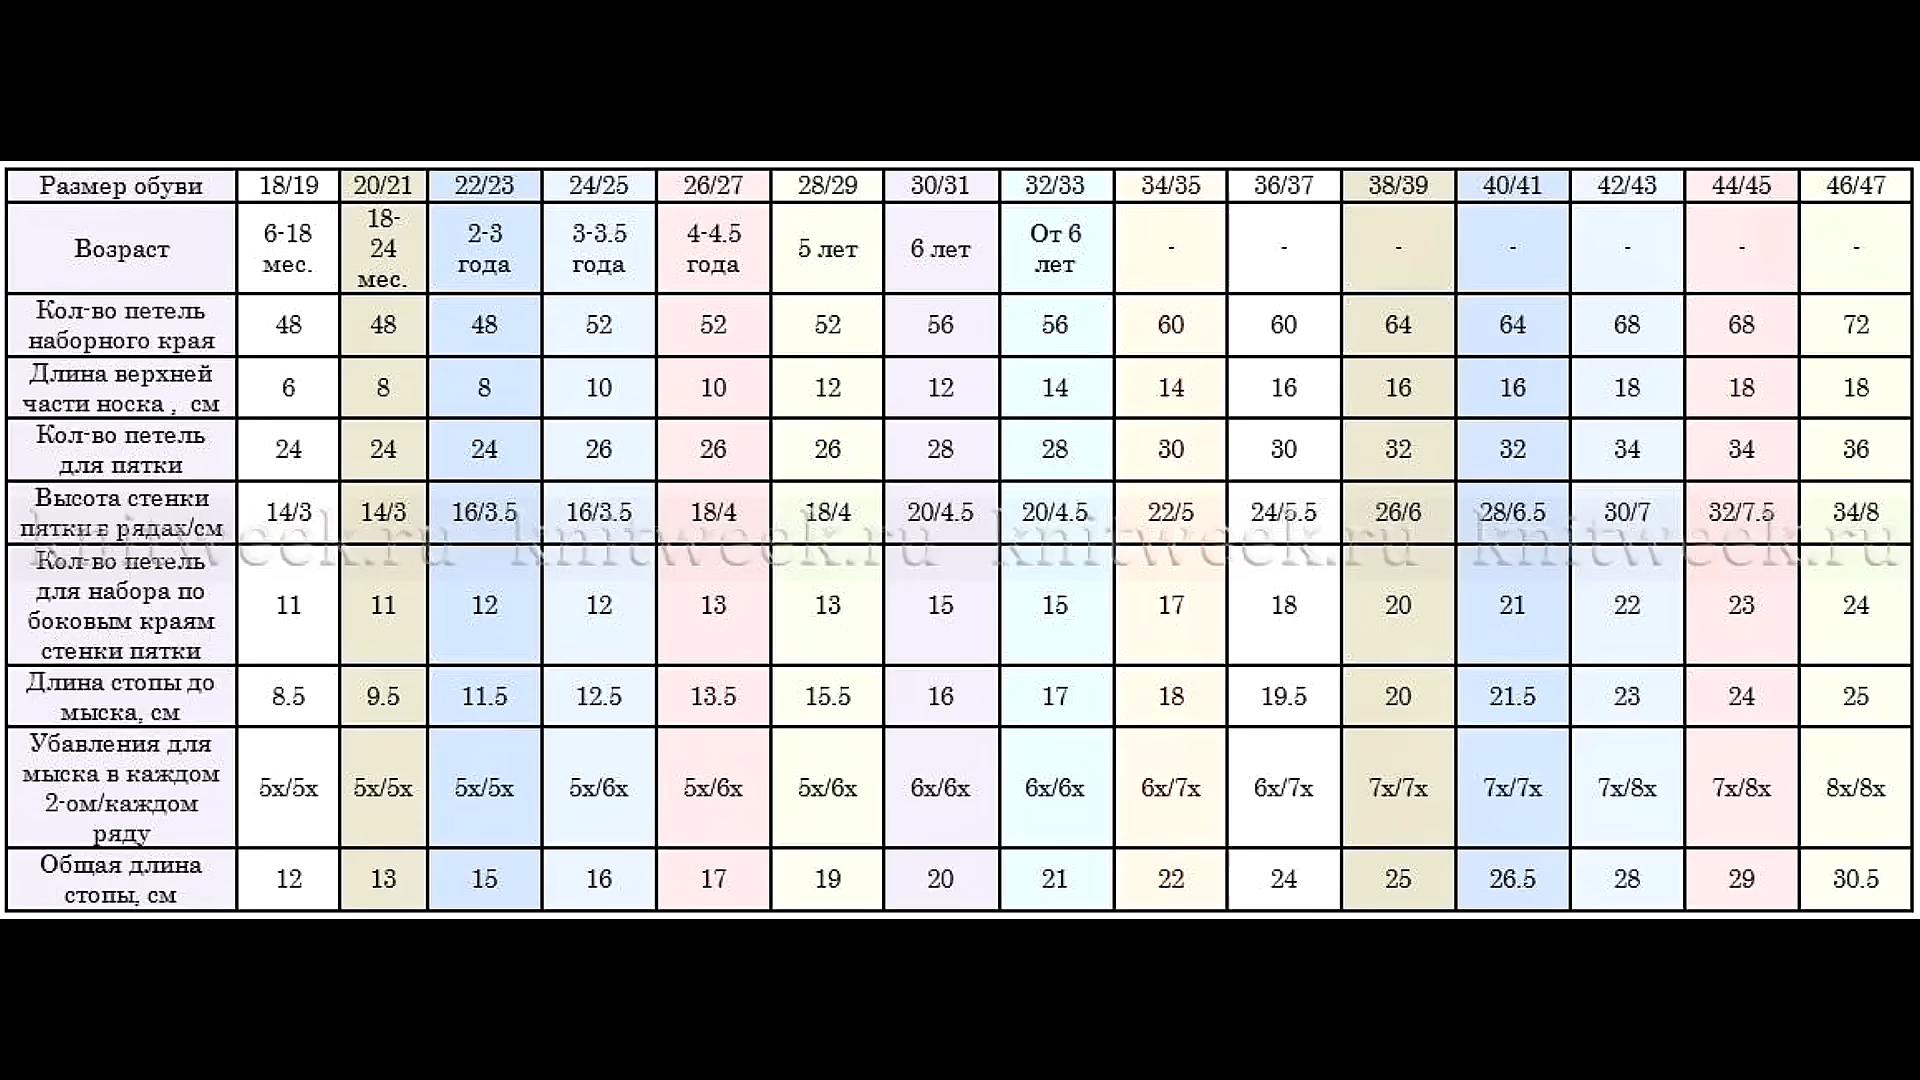 Размер обуви 18/19 20/21 22/23 24/25 26/27 28/29 30/31 32/33 34/35 36/37 38/39 40/41 42/43 44/45 46/47
Возраст 6-18 мес. 18-24 мес. 2-3 года 3-3.5 года 4-4.5 года 5 лет 6 лет От 6 лет - - - - - - -
Кол-во петель наборного края 48 48 48 52 52 52 56 56 60 60 64 64 68 68 72
Длина верхней части носка , см 6 8 8 10 10 12 12 14 14 16 16 16 18 18 18
Кол-во петель для пятки 24 24 24 26 26 26 28 28 30 30 32 32 34 34 36
Высота стенки пятки в рядах/см 14/3 14/3 16/3.5 16/3.5 18/4 18/4 20/4.5 20/4.5 22/5 24/5.5 26/6 28/6.5 30/7 32/7.5 34/8
knitweek.ru knitweek.ru knitweek.ru knitweek.ru
Кол-во петель для набора по боковым краям стенки пятки 11 11 12 12 13 13 15 15 17 18 20 21 22 23 24
Длина стопы до мыска, см 8.5 9.5 11.5 12.5 13.5 15.5 16 17 18 19.5 20 21.5 23 24 25
Убавления для мыска в каждом 2-ом/каждом ряду 5х/5х 5х/5х 5х/5х 5х/6х 5х/6х 5х/6х 6х/6х 6х/6х 6х/7х 6х/7х 7х/7х 7х/7х 7х/8х 7х/8х 8х/8х
Общая длина стопы, см 12 13 15 16 17 19 20 21 22 24 25 26.5 28 29 30.5